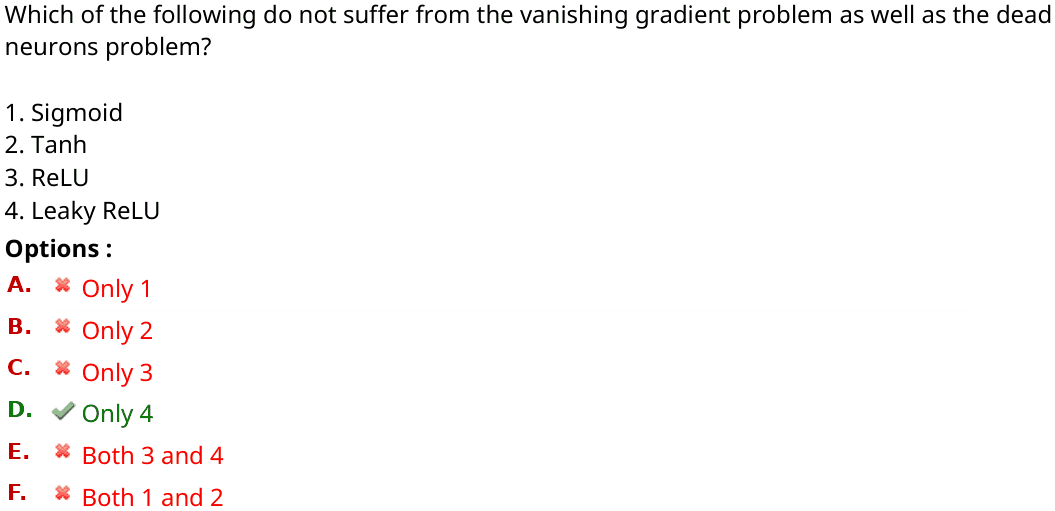 Which of the following do not suffer from the vanishing gradient problem as well as the dead
neurons problem?
1. Sigmoid
2. Tanh
3. ReLU
4. Leaky ReLU
Options :
A. Only 1
B. Only 2
C. Only 3
D. Only 4
E. Both 3 and 4
F. Both 1 and 2